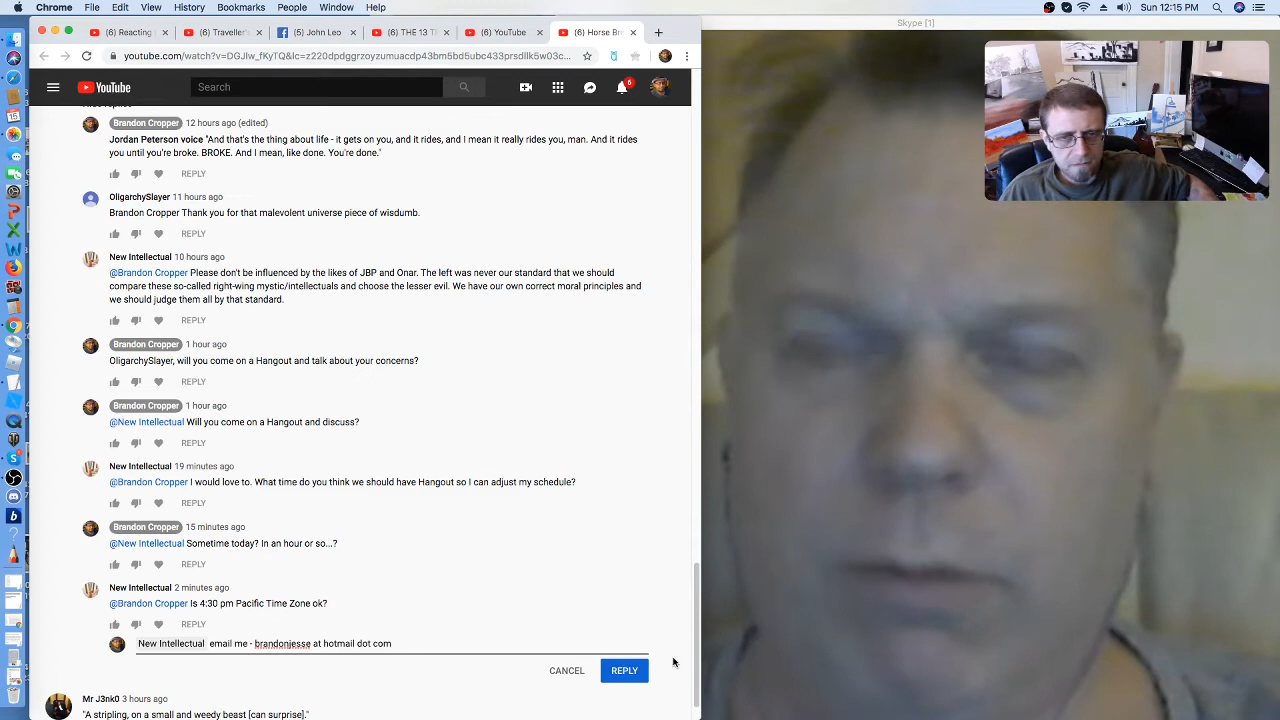 Chrome File Edit View History Bookmarks People Window Help
Sun 12:15 PM
(6) Reacting
(6) Traveller's
(5) John Leo
(6) THE 13 T
(6) YouTube
(6) Horse Bre
Skype [1]
youtube.com/watch?v=DGJlw_fKyTQ&lc=z220dpdggrzoyzumuacdp43bm5bd5ubc433prsdllk5w03c...
YouTube
Search
6
Brandon Cropper 12 hours ago (edited)
Jordan Peterson voice "And that's the thing about life - it gets on you, and it rides, and I mean it really rides you, man. And it rides
you until you're broke. BROKE. And I mean, like done. You're done."
REPLY
OligarchySlayer 11 hours ago
Brandon Cropper Thank you for that malevolent universe piece of wisdumb.
REPLY
New Intellectual 10 hours ago
@Brandon Cropper Please don't be influenced by the likes of JBP and Onar. The left was never our standard that we should
compare these so-called right-wing mystic/intellectuals and choose the lesser evil. We have our own correct moral principles and
we should judge them all by that standard.
REPLY
Brandon Cropper 1 hour ago
OligarchySlayer, will you come on a Hangout and talk about your concerns?
REPLY
Brandon Cropper 1 hour ago
@New Intellectual Will you come on a Hangout and discuss?
REPLY
New Intellectual 19 minutes ago
@Brandon Cropper I would love to. What time do you think we should have Hangout so I can adjust my schedule?
REPLY
Brandon Cropper 15 minutes ago
@New Intellectual Sometime today? In an hour or so...?
REPLY
New Intellectual 2 minutes ago
@Brandon Cropper Is 4:30 pm Pacific Time Zone ok?
REPLY
New Intellectual email me - brandonjesse at hotmail dot com
CANCEL REPLY
Mr J3nk0 3 hours ago
"A stripling, on a small and weedy beast [can surprise]."